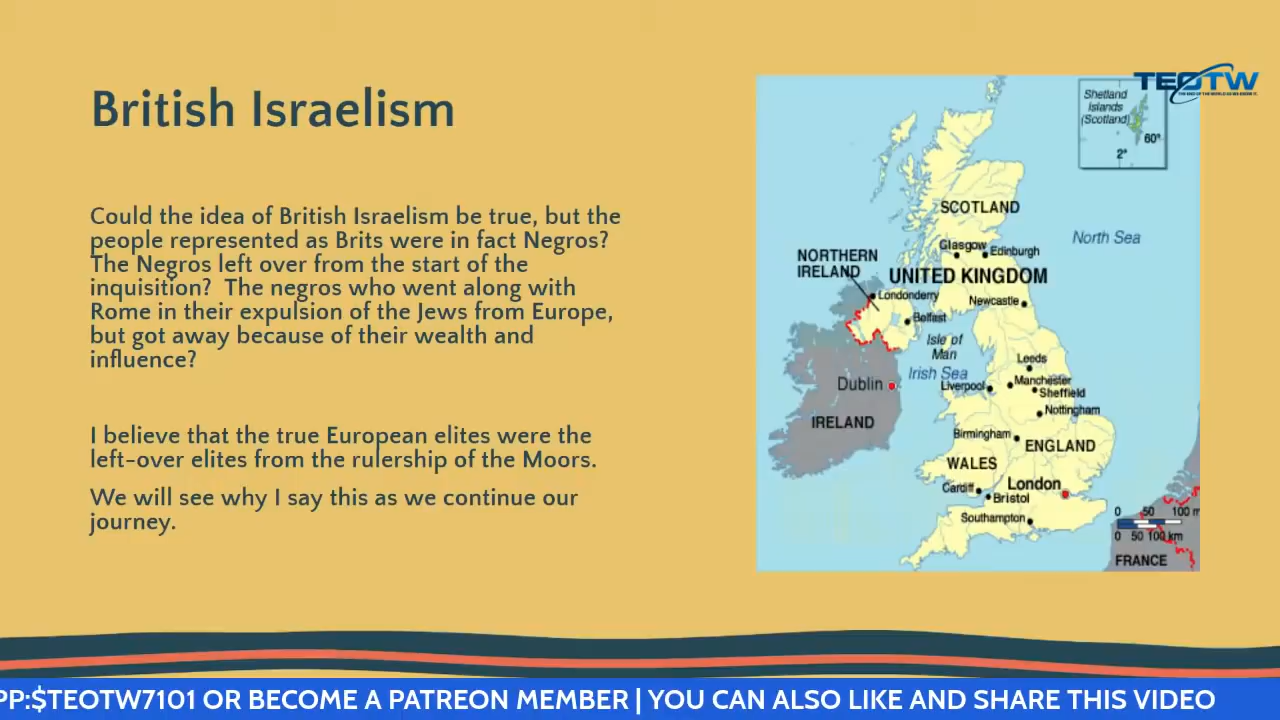 TEOTW
British Israelism
Could the idea of British Israelism be true, but the
people represented as Brits were in fact Negros?
The Negros left over from the start of the
inquisition?  The negros who went along with
Rome in their expulsion of the Jews from Europe,
but got away because of their wealth and
influence?
I believe that the true European elites were the
left-over elites from the rulership of the Moors.
We will see why I say this as we continue our
journey.
Shetland
Islands
(Scotland)
60°
2°
SCOTLAND
North Sea
Glasgow
Edinburgh
NORTHERN
IRELAND
UNITED KINGDOM
Londonderry
Newcastle
Belfast
Isle of
Man
Irish Sea
Leeds
Dublin
Liverpool
Manchester
Sheffield
IRELAND
Nottingham
Birmingham
ENGLAND
WALES
London
Cardiff
Bristol
Southampton
0 50 100 m
0 50 100 km
FRANCE
PP:$TEOTW7101 OR BECOME A PATREON MEMBER | YOU CAN ALSO LIKE AND SHARE THIS VIDEO